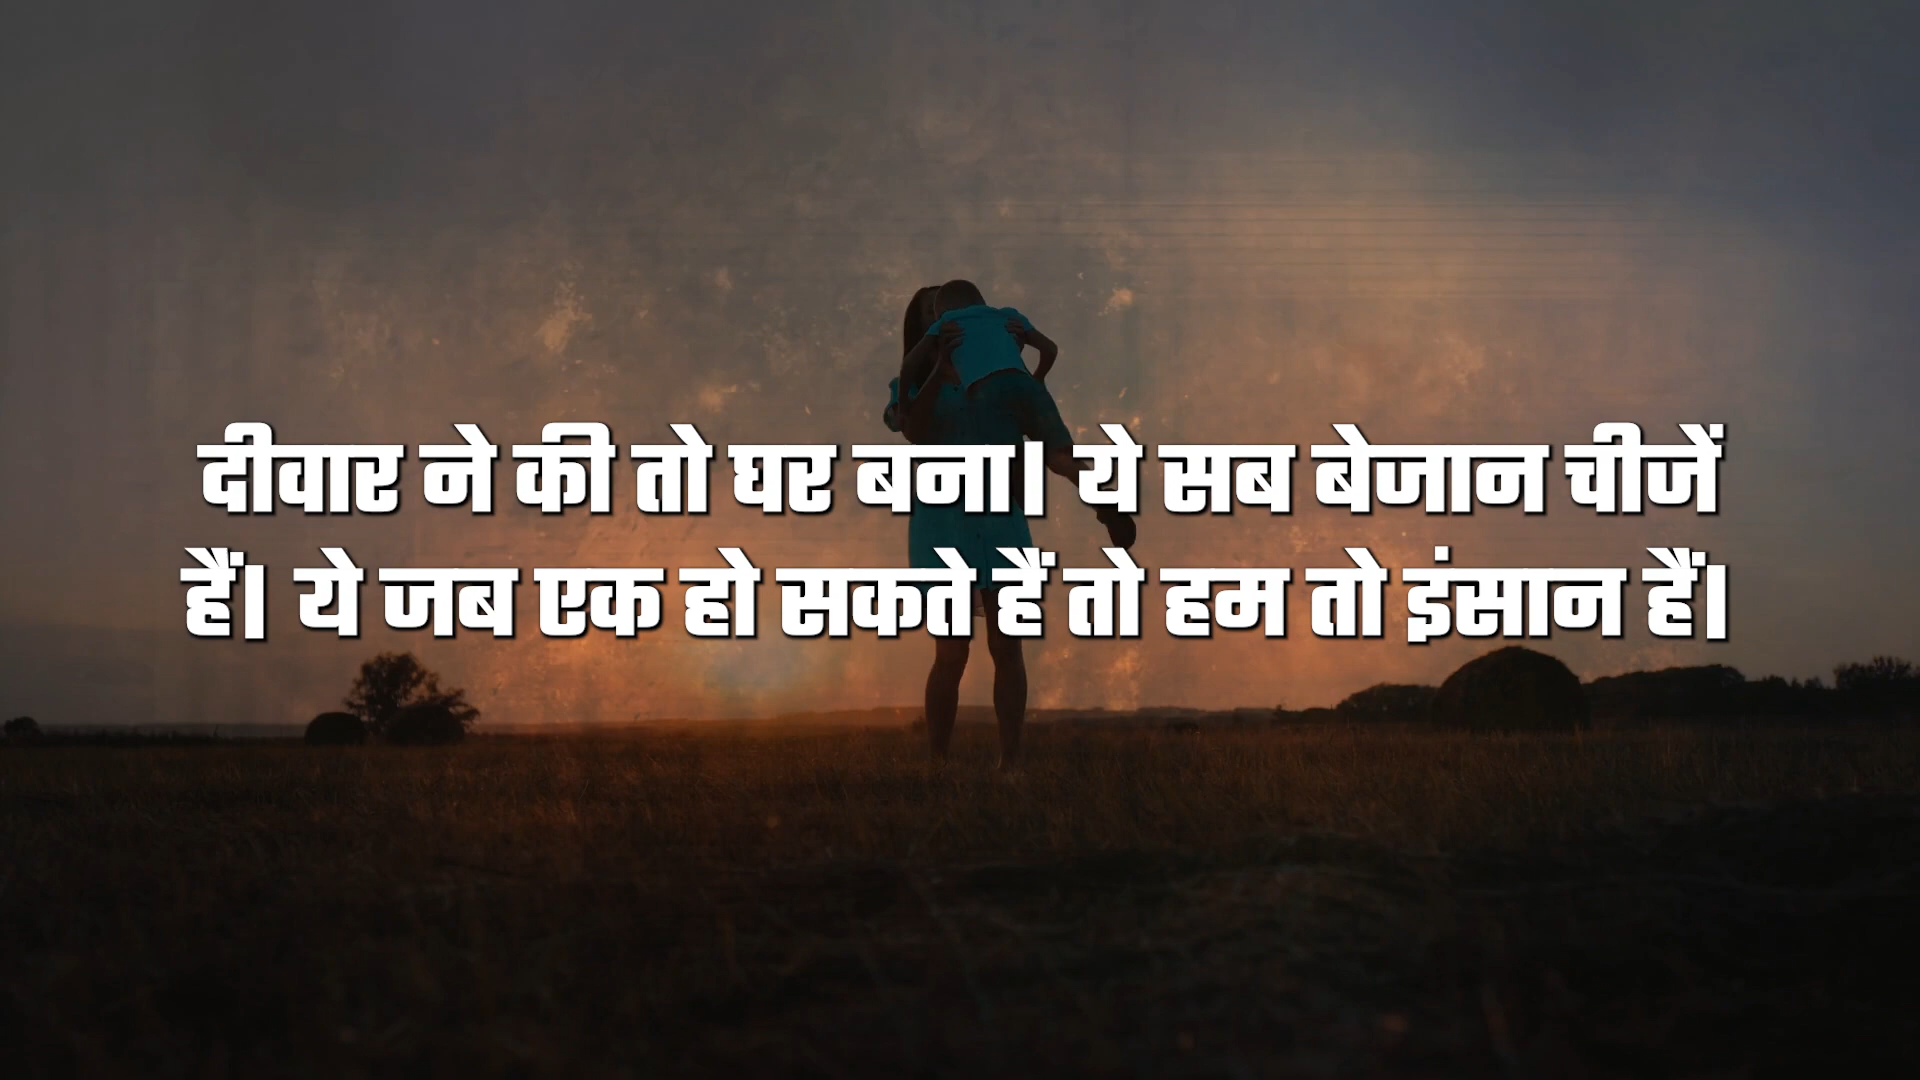 दीवार ने की तो घर बना। ये सब बेजान चीजें
हैं। ये जब एक हो सकते हैं तो हम तो इंसान हैं।